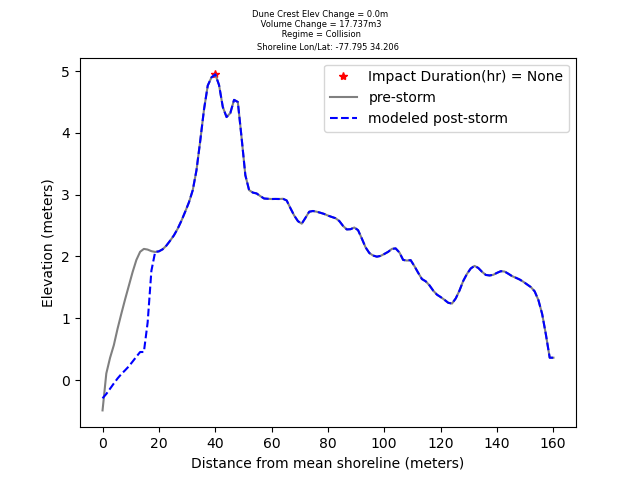 Dune Crest Elev Change = 0.0m
Volume Change = 17.737m3
Regime = Collision
Shoreline Lon/Lat: -77.795 34.206
Impact Duration(hr) = None
pre-storm
modeled post-storm
Elevation (meters)
5
4
3
2
1
0
0 20 40 60 80 100 120 140 160
Distance from mean shoreline (meters)